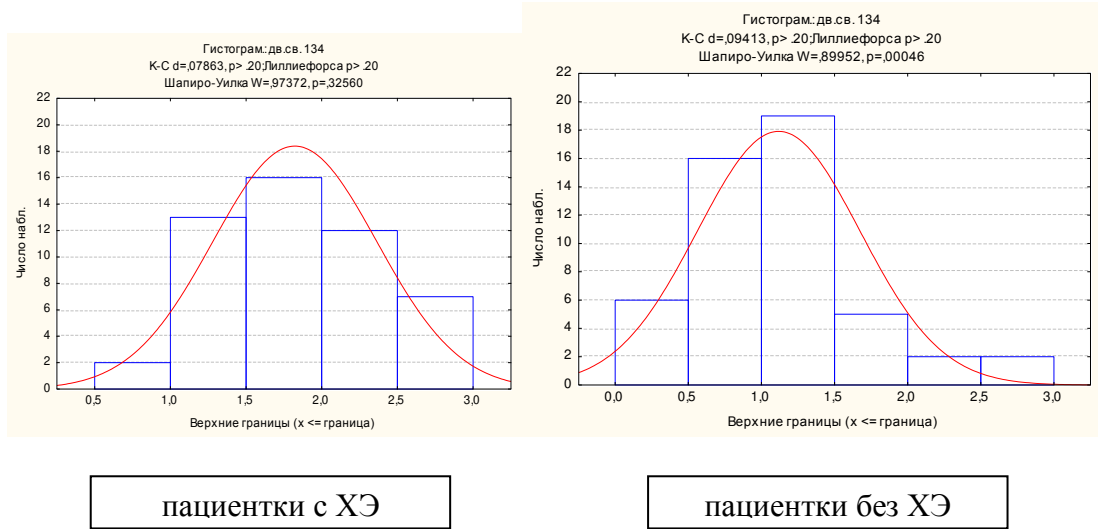 Гистограм.: дв.св. 134
K-С d=,07863, p> .20;Лиллиефорса p> .20
Шапиро-Уилка W=,97372, p=,32560
22
20
18
16
14
12
10
8
6
4
2
0
Число набл.
0,5 1,0 1,5 2,0 2,5 3,0
Верхние границы (x <= граница)
пациентки с ХЭ
Гистограм.: дв.св. 134
K-С d=,09413, p> .20;Лиллиефорса p> .20
Шапиро-Уилка W=,89952, p=,00046
22
20
18
16
14
12
10
8
6
4
2
0
Число набл.
0,0 0,5 1,0 1,5 2,0 2,5 3,0
Верхние границы (x <= граница)
пациентки без ХЭ